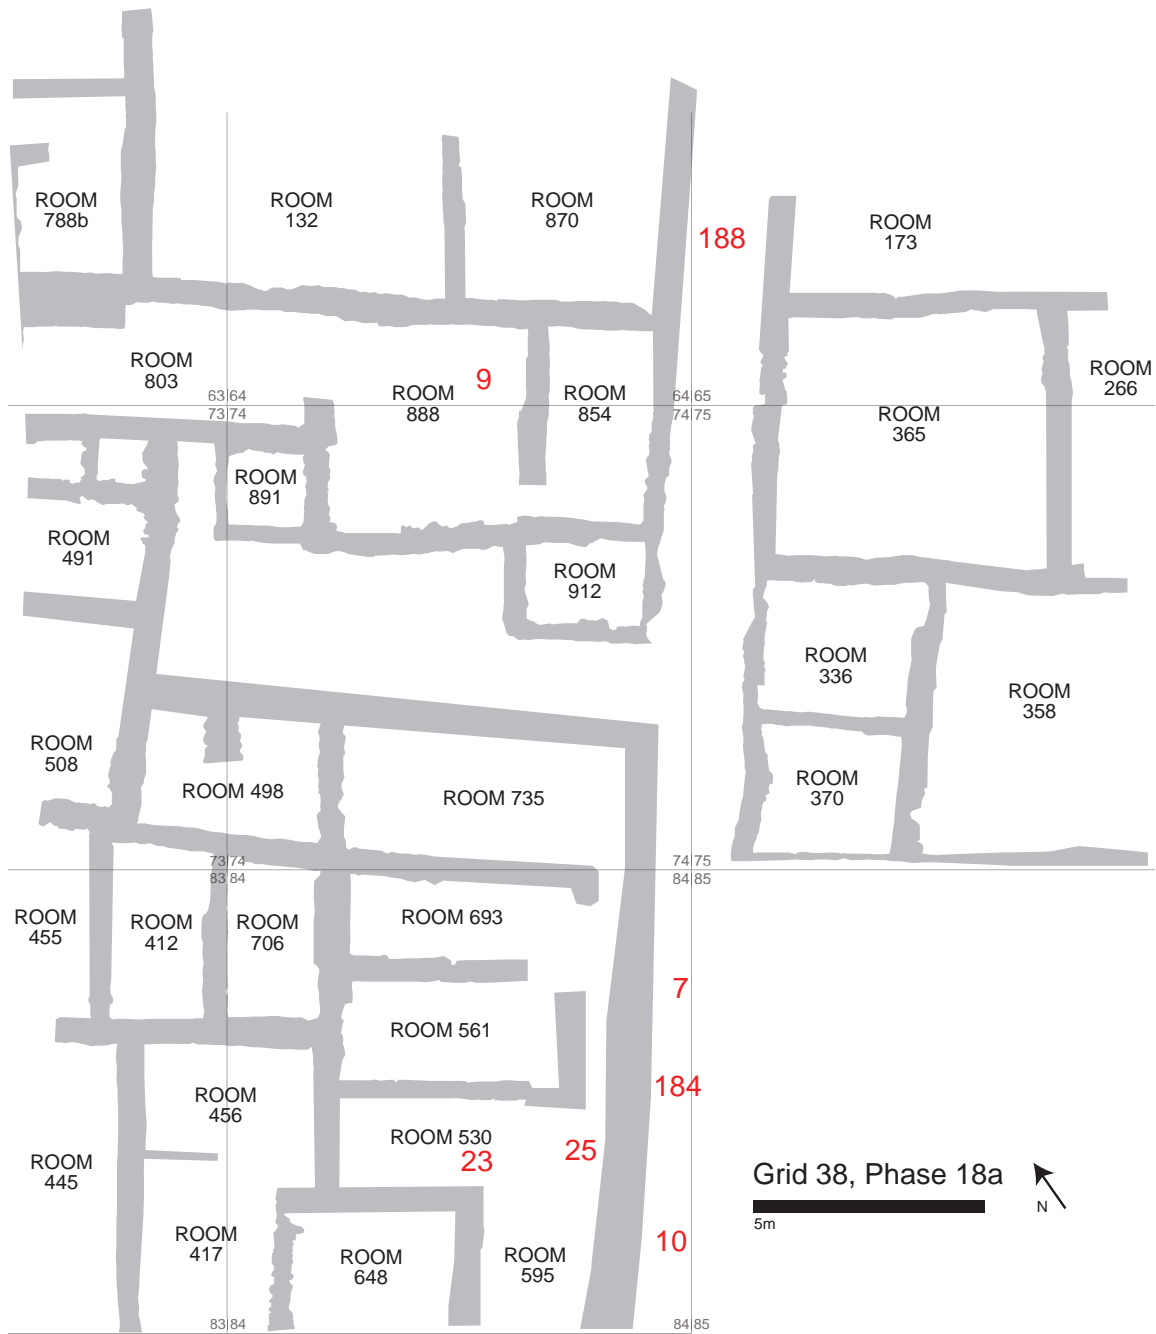 ROOM
788b
ROOM
132
ROOM
870
188
ROOM
173
ROOM
803
9
ROOM
888
ROOM
854
ROOM
266
63 64
73 74
64 65
74 75
ROOM
365
ROOM
891
ROOM
491
ROOM
912
ROOM
336
ROOM
358
ROOM
508
ROOM 498
ROOM 735
ROOM
370
73 74
83 84
74 75
84 85
ROOM
455
ROOM
412
ROOM
706
ROOM 693
7
ROOM 561
184
ROOM
456
ROOM 530
23
25
ROOM
445
Grid 38, Phase 18a
5m
N
ROOM
417
10
ROOM
648
ROOM
595
83 84
84 85